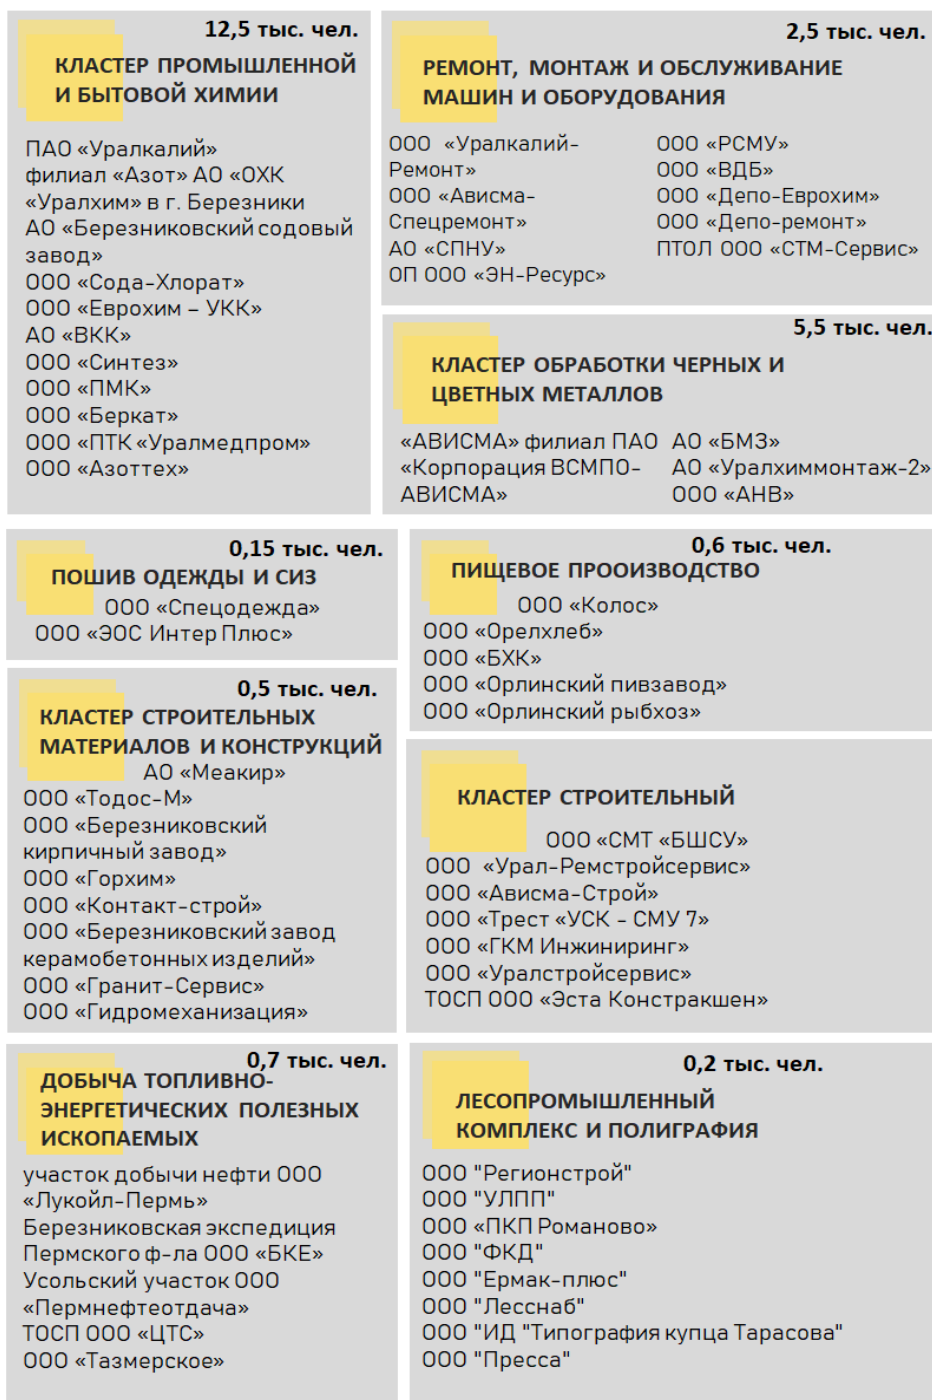 12,5 тыс. чел.
КЛАСТЕР ПРОМЫШЛЕННОЙ
И БЫТОВОЙ ХИМИИ
ПАО «Уралкалий»
филиал «Азот» АО «ОХК
«Уралхим» в г. Березники
АО «Березниковский содовый
завод»
ООО «Сода-Хлорат»
ООО «Еврохим – УКК»
АО «ВКК»
ООО «Синтез»
ООО «ПМК»
ООО «Беркат»
ООО «ПТК «Уралмедпром»
ООО «Азоттех»
2,5 тыс. чел.
РЕМОНТ, МОНТАЖ И ОБСЛУЖИВАНИЕ
МАШИН И ОБОРУДОВАНИЯ
ООО «Уралкалий-
Ремонт»
ООО «Ависма-
Спецремонт»
АО «СПНУ»
ОП ООО «ЭН-Ресурс»
ООО «РСМУ»
ООО «ВДБ»
ООО «Депо-Еврохим»
ООО «Депо-ремонт»
ПТОЛ ООО «СТМ-Сервис»
5,5 тыс. чел.
КЛАСТЕР ОБРАБОТКИ ЧЕРНЫХ И
ЦВЕТНЫХ МЕТАЛЛОВ
«АВИСМА» филиал ПАО
«Корпорация ВСМПО-
АВИСМА»
АО «БМЗ»
АО «Уралхиммонтаж-2»
ООО «АНВ»
0,15 тыс. чел.
ПОШИВ ОДЕЖДЫ И СИЗ
ООО «Спецодежда»
ООО «ЭОС Интер Плюс»
0,6 тыс. чел.
ПИЩЕВОЕ ПРООИЗВОДСТВО
ООО «Колос»
ООО «Орелхлеб»
ООО «БХК»
ООО «Орлинский пивзавод»
ООО «Орлинский рыбхоз»
0,5 тыс. чел.
КЛАСТЕР СТРОИТЕЛЬНЫХ
МАТЕРИАЛОВ И КОНСТРУКЦИЙ
АО «Меакир»
ООО «Тодос-М»
ООО «Березниковский
кирпичный завод»
ООО «Горхим»
ООО «Контакт-строй»
ООО «Березниковский завод
керамобетонных изделий»
ООО «Гранит-Сервис»
ООО «Гидромеханизация»
КЛАСТЕР СТРОИТЕЛЬНЫЙ
ООО «СМТ «БШСУ»
ООО «Урал-Ремстройсервис»
ООО «Ависма-Строй»
ООО «Трест «УСК - СМУ 7»
ООО «ГКМ Инжиниринг»
ООО «Уралстройсервис»
ТОСП ООО «Эста Констракшен»
0,7 тыс. чел.
ДОБЫЧА ТОПЛИВНО-
ЭНЕРГЕТИЧЕСКИХ ПОЛЕЗНЫХ
ИСКОПАЕМЫХ
участок добычи нефти ООО
«Лукойл-Пермь»
Березниковская экспедиция
Пермского ф-ла ООО «БКЕ»
Усольский участок ООО
«Пермнефтеотдача»
ТОСП ООО «ЦТС»
ООО «Тазмерское»
0,2 тыс. чел.
ЛЕСОПРОМЫШЛЕННЫЙ
КОМПЛЕКС И ПОЛИГРАФИЯ
ООО "Регионстрой"
ООО "УЛПП"
ООО «ПКП Романово»
ООО "ФКД"
ООО "Ермак-плюс"
ООО "Лесснаб"
ООО "ИД "Типография купца Тарасова"
ООО "Пресса"